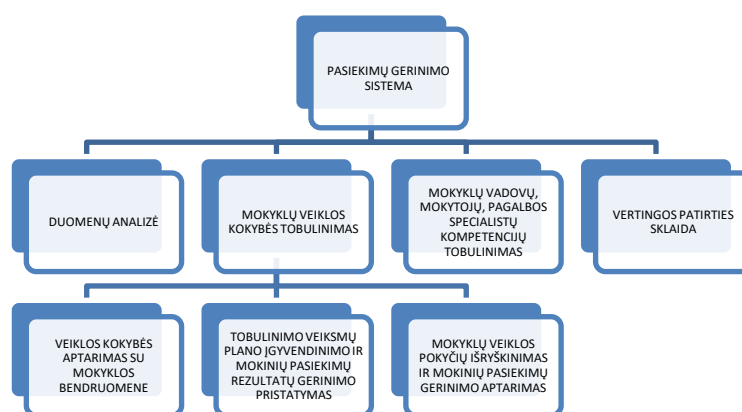 PASIEKIMŲ GERINIMO
SISTEMA
DUOMENŲ ANALIZĖ
MOKYKLŲ VEIKLOS
KOKYBĖS TOBULINIMAS
MOKYKLŲ VADOVŲ,
MOKYTOJŲ, PAGALBOS
SPECIALISTŲ
KOMPETENCIJŲ
TOBULINIMAS
VERTINGOS PATIRTIES
SKLAIDA
VEIKLOS KOKYBĖS
APTARIMAS SU
MOKYKLOS
BENDRUOMENE
TOBULINIMO VEIKSMŲ
PLANO ĮGYVENDINIMO IR
MOKINIŲ PASIEKIMŲ
REZULTATŲ GERINIMO
PRISTATYMAS
MOKYKLŲ VEIKLOS
POKYČIŲ IŠRYŠKINIMAS
IR MOKINIŲ PASIEKIMŲ
GERINIMO APTARIMAS